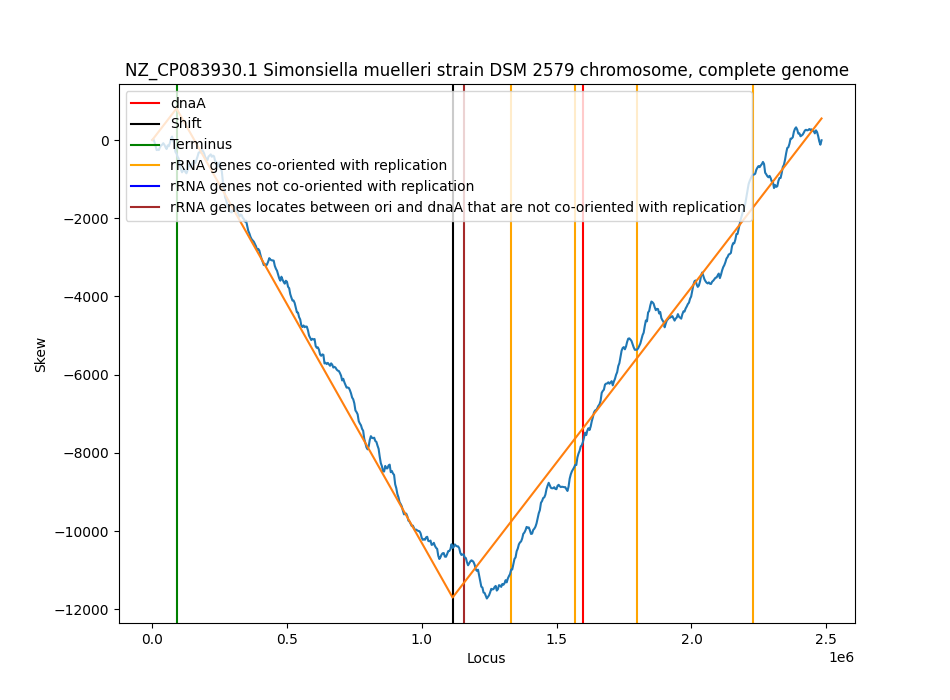 NZ_CP083930.1 Simonsiella muelleri strain DSM 2579 chromosome, complete genome
dnaA
Shift
Terminus
rRNA genes co-oriented with replication
rRNA genes not co-oriented with replication
rRNA genes locates between ori and dnaA that are not co-oriented with replication
Skew
0
−2000
−4000
−6000
−8000
−10000
−12000
0.0 0.5 1.0 1.5 2.0 2.5
1e6
Locus